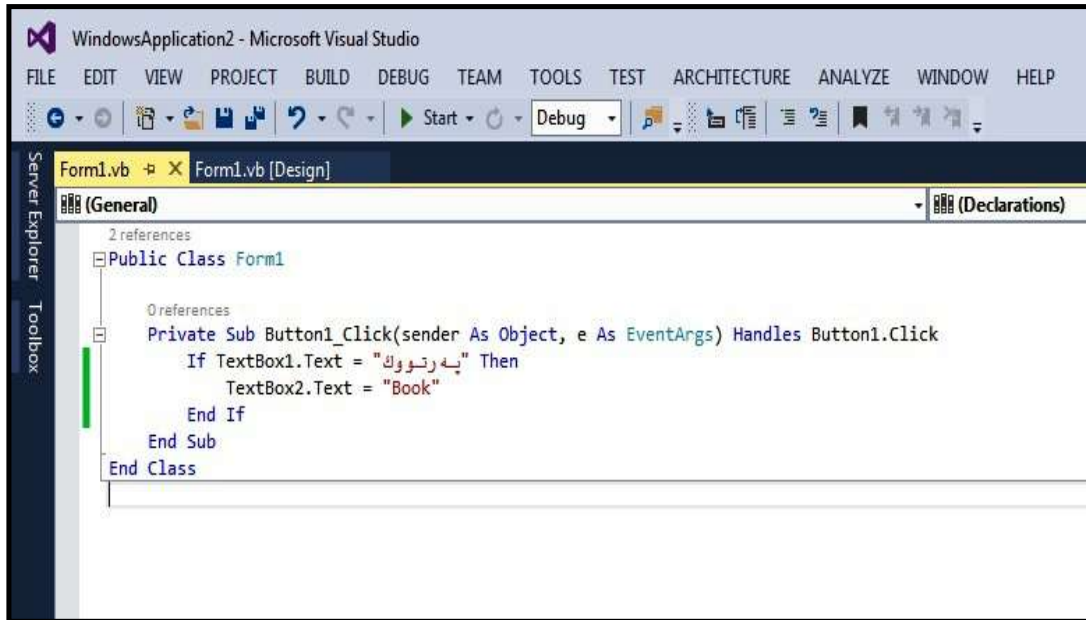 WindowsApplication2 - Microsoft Visual Studio
FILE EDIT VIEW PROJECT BUILD DEBUG TEAM TOOLS TEST ARCHITECTURE ANALYZE WINDOW HELP
Start Debug
Server Explorer
Toolbox
Form1.vb Form1.vb [Design]
(General) (Declarations)
2 references
Public Class Form1
0 references
Private Sub Button1_Click(sender As Object, e As EventArgs) Handles Button1.Click
If TextBox1.Text = "پەرتووك" Then
TextBox2.Text = "Book"
End If
End Sub
End Class